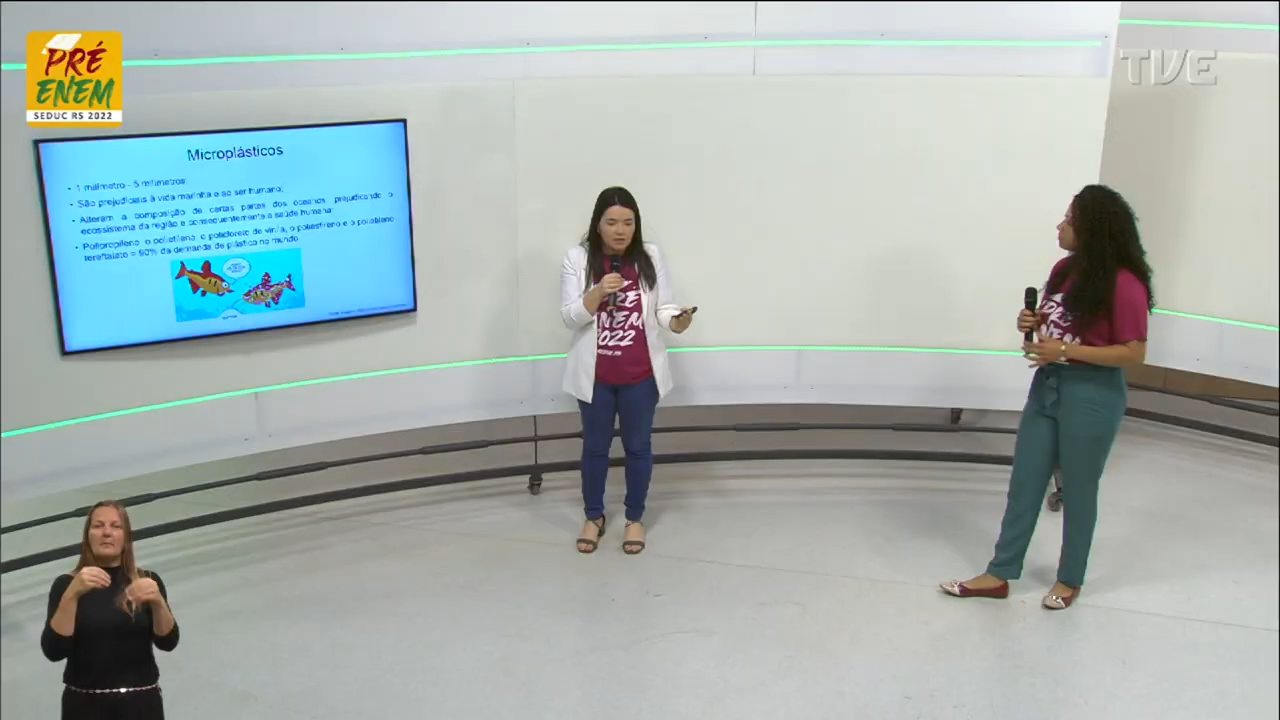 PRÉ
ENEM
SEDUC RS 2022
TVE
Microplásticos
• 1 milímetro - 5 milímetros;
• São prejudiciais à vida marinha e ao ser humano;
• Alteram a composição de certas partes dos oceanos prejudicando o
ecossistema da região e consequentemente a saúde humana;
• Polipropileno, o polietileno, o policloreto de vinila, o poliestireno e o polietileno
tereftalato = 90% da demanda de plástico no mundo.
PRÉ
ENEM
2022
PRÉ
ENEM